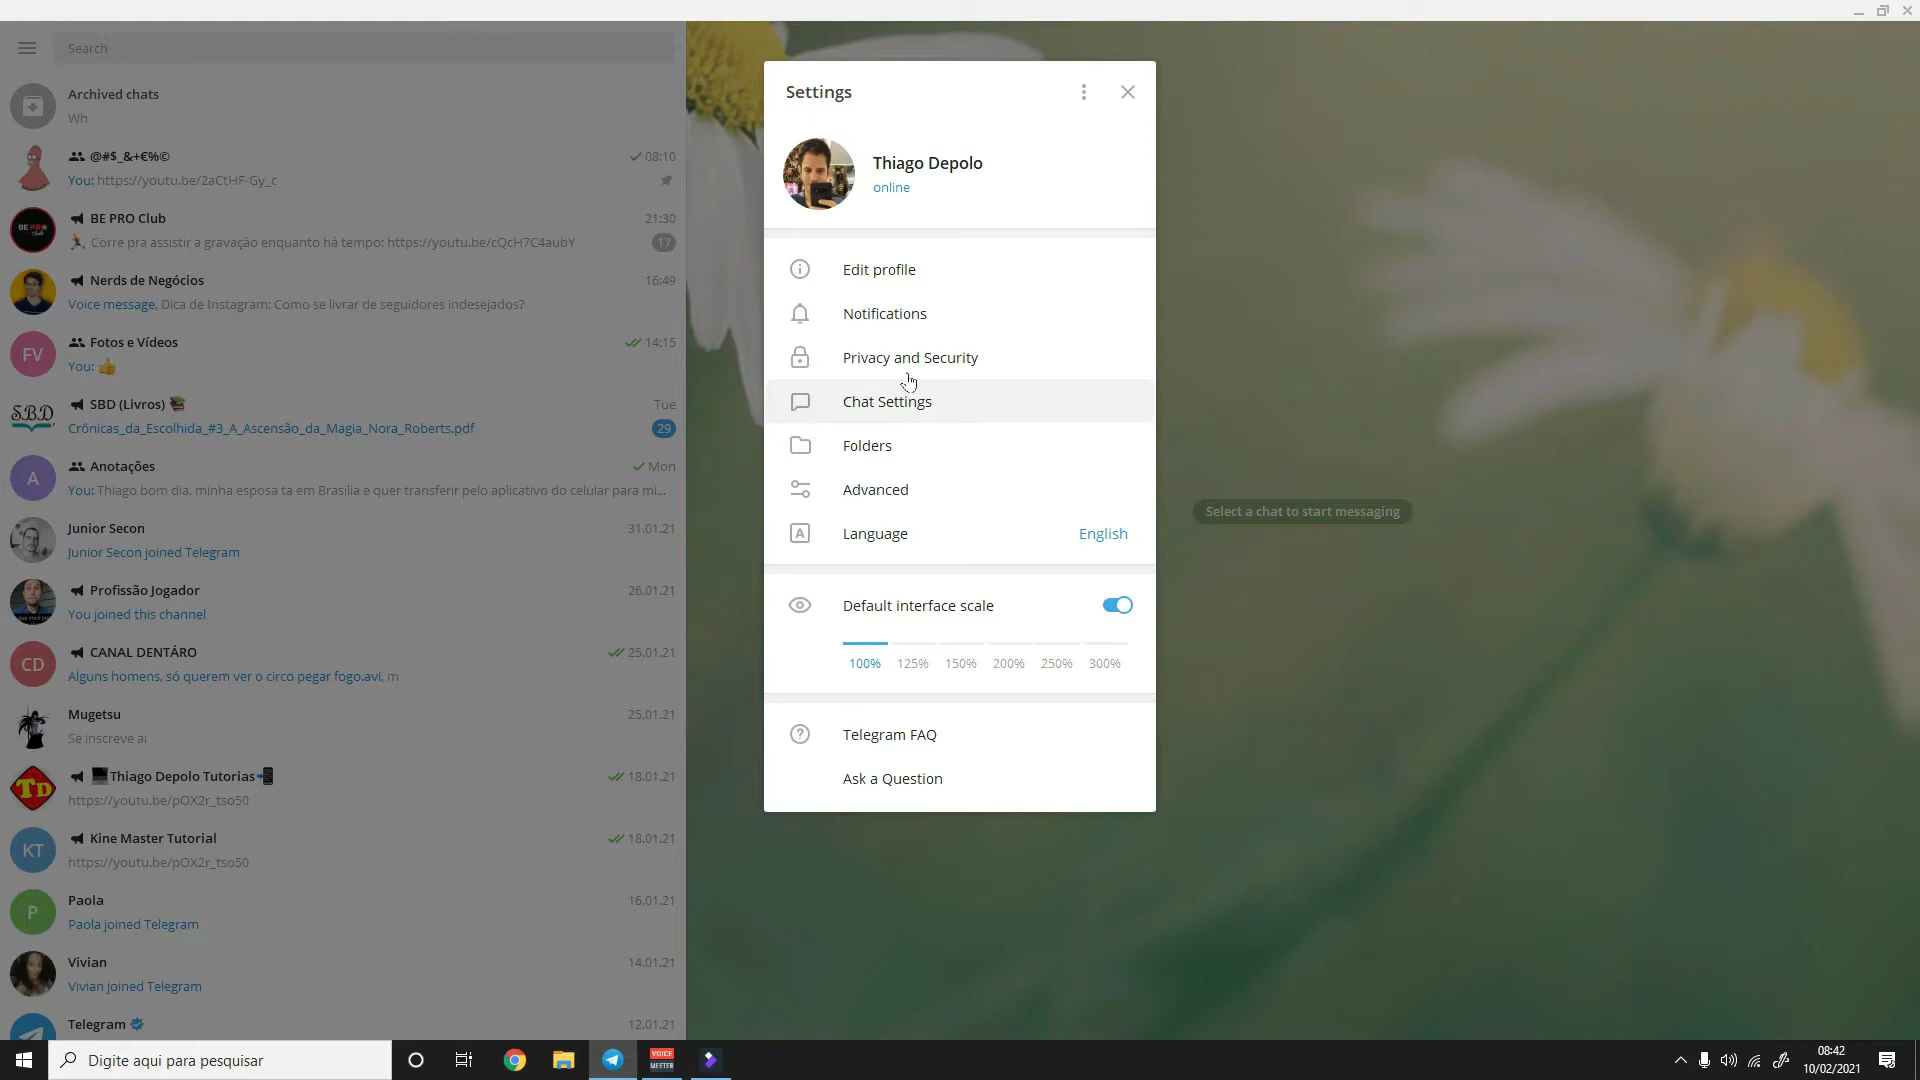 Search
Archived chats
Wh
@#$_&+€%© 08:10
You: https://youtu.be/2aCtHF-Gy_c
BE PRO Club 21:30
Corre pra assistir a gravação enquanto há tempo: https://youtu.be/cQcH7C4aubY 17
Nerds de Negócios 16:49
Voice message, Dica de Instagram: Como se livrar de seguidores indesejados?
FV
Fotos e Vídeos 14:15
You: 👍
SBD
SBD (Livros) 📚 Tue
Crônicas_da_Escolhida_#3_A_Ascensão_da_Magia_Nora_Roberts.pdf 29
A
Anotações Mon
You: Thiago bom dia, minha esposa ta em Brasilia e quer transferir pelo aplicativo do celular para mi...
Junior Secon 31.01.21
Junior Secon joined Telegram
Profissão Jogador 26.01.21
You joined this channel
CD
CANAL DENTÁRO 25.01.21
Alguns homens, só querem ver o circo pegar fogo.avi, m
Mugetsu 25.01.21
Se inscreve ai
TD
Thiago Depolo Tutorias 18.01.21
https://youtu.be/pOX2r_tso50
KT
Kine Master Tutorial 18.01.21
https://youtu.be/pOX2r_tso50
P
Paola 16.01.21
Paola joined Telegram
Vivian 14.01.21
Vivian joined Telegram
Telegram 12.01.21
Settings
Thiago Depolo
online
Edit profile
Notifications
Privacy and Security
Chat Settings
Folders
Advanced
Language English
Default interface scale
100% 125% 150% 200% 250% 300%
Telegram FAQ
Ask a Question
Select a chat to start messaging
Digite aqui para pesquisar
VOICE
MEETER
08:42
10/02/2021